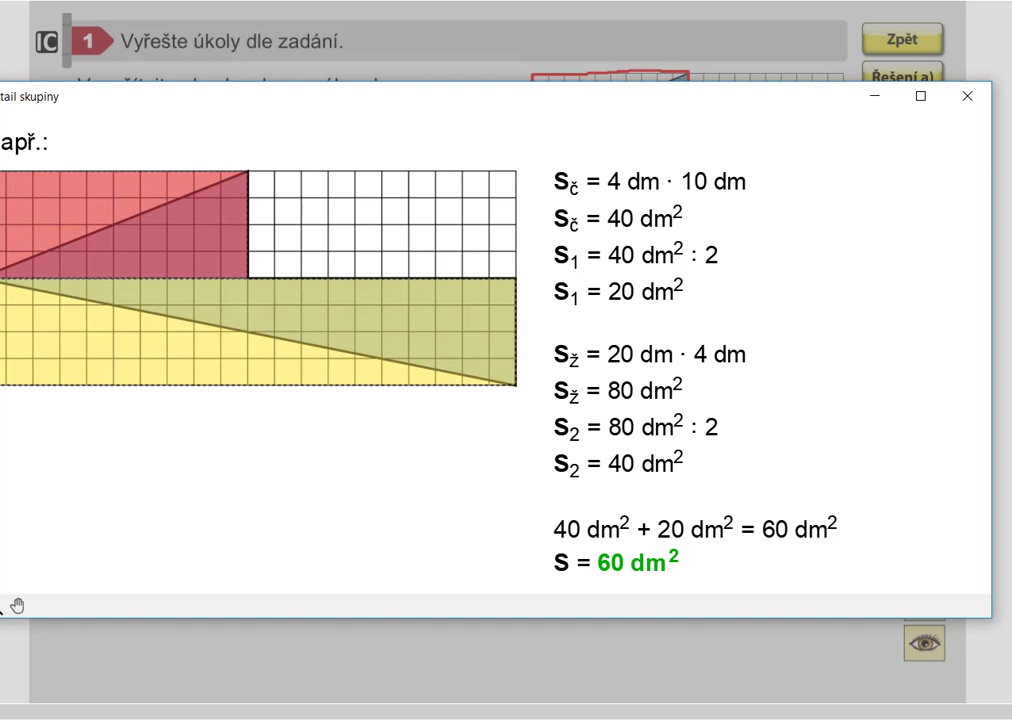 IC 1 Vyřešte úkoly dle zadání.
Zpět
Řešení a)
tail skupiny
apř.:
Sč = 4 dm · 10 dm
Sč = 40 dm²
S₁ = 40 dm² : 2
S₁ = 20 dm²
Sž = 20 dm · 4 dm
Sž = 80 dm²
S₂ = 80 dm² : 2
S₂ = 40 dm²
40 dm² + 20 dm² = 60 dm²
S = 60 dm²